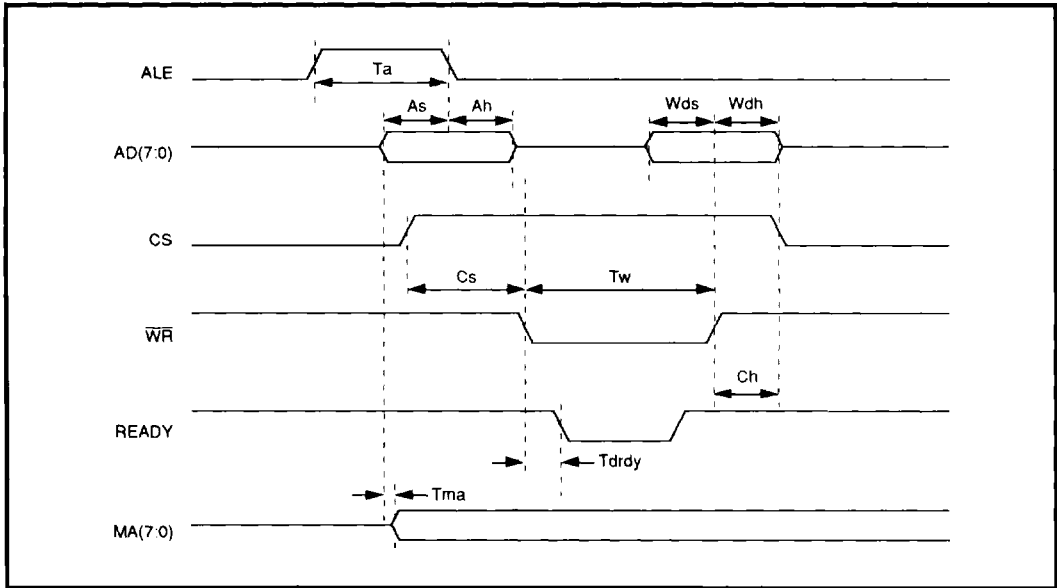 ALE
Ta
As Ah
Wds Wdh
AD(7:0)
CS
Cs
Tw
WR
Ch
READY
Tdrdy
Tma
MA(7:0)